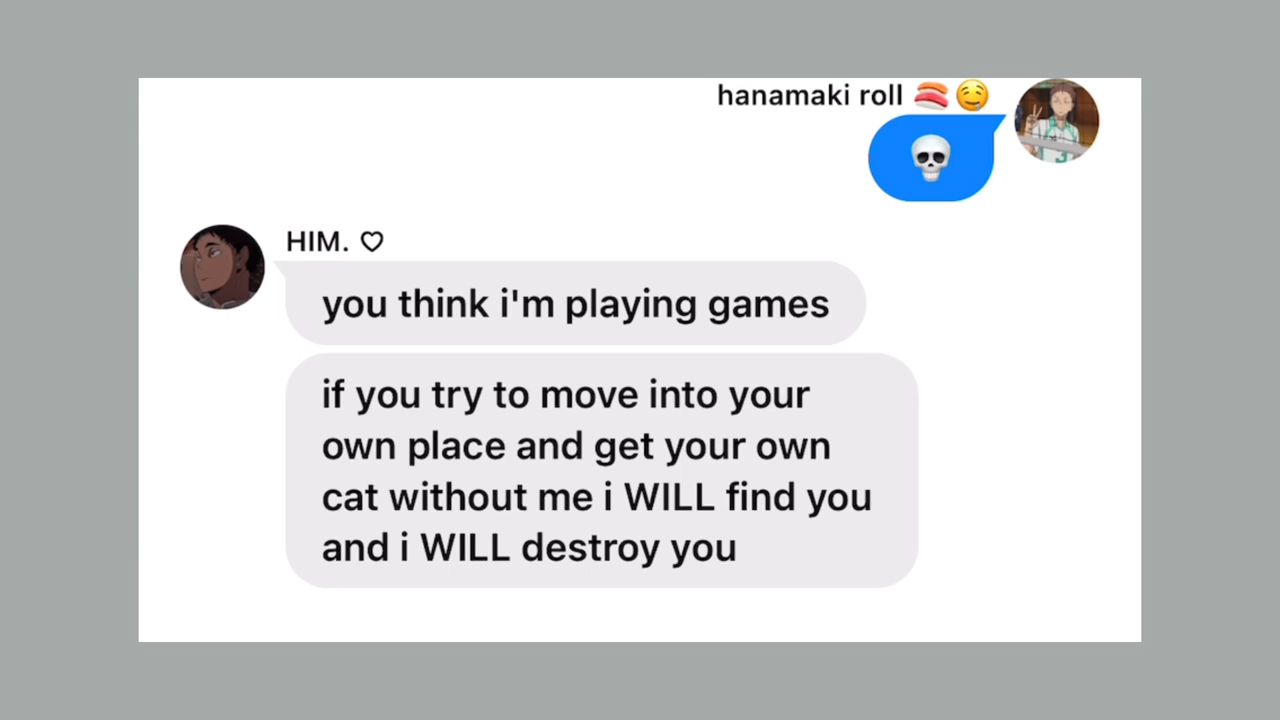 hanamaki roll 🍣🤤
💀
HIM. ♡
you think i'm playing games
if you try to move into your
own place and get your own
cat without me i WILL find you
and i WILL destroy you